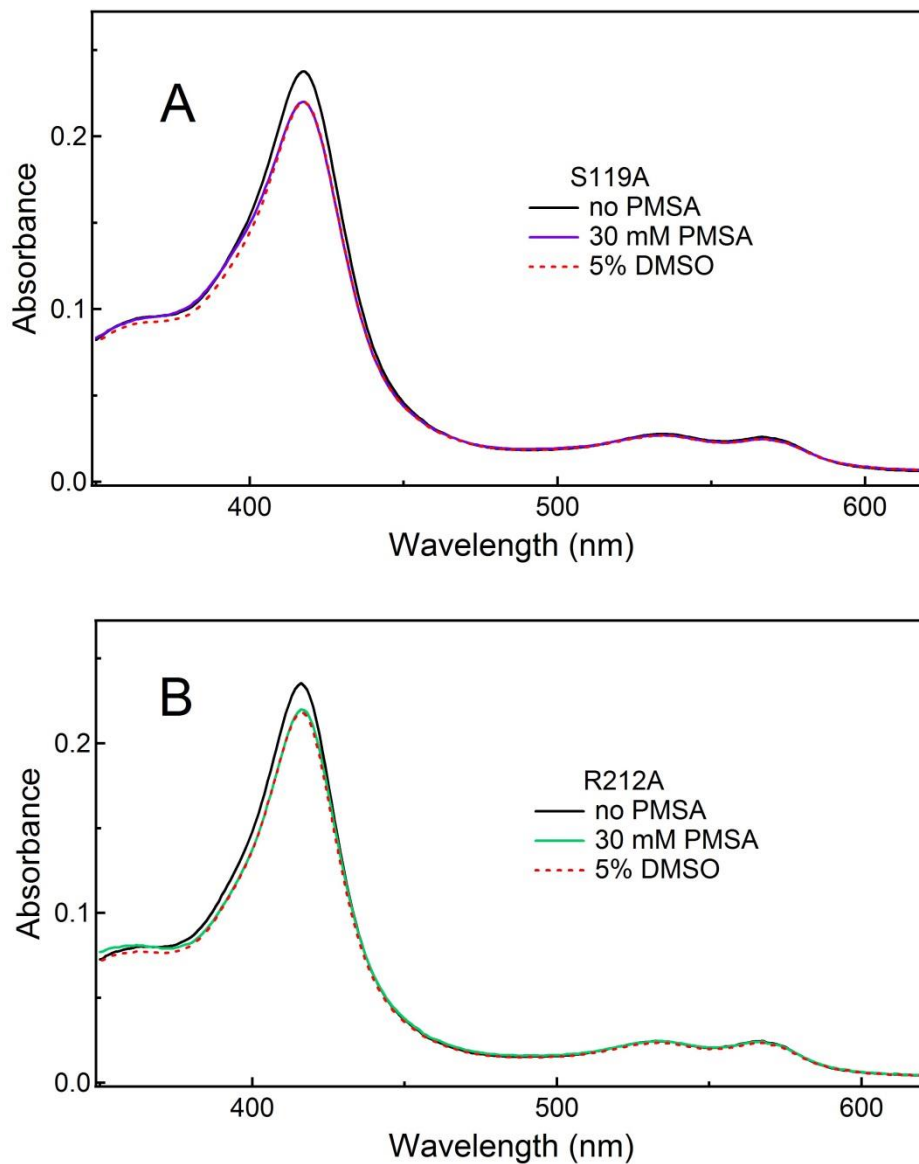 A
0.2
0.1
0.0
Absorbance
S119A
no PMSA
30 mM PMSA
5% DMSO
400
500
600
Wavelength (nm)
B
0.2
0.1
0.0
Absorbance
R212A
no PMSA
30 mM PMSA
5% DMSO
400
500
600
Wavelength (nm)